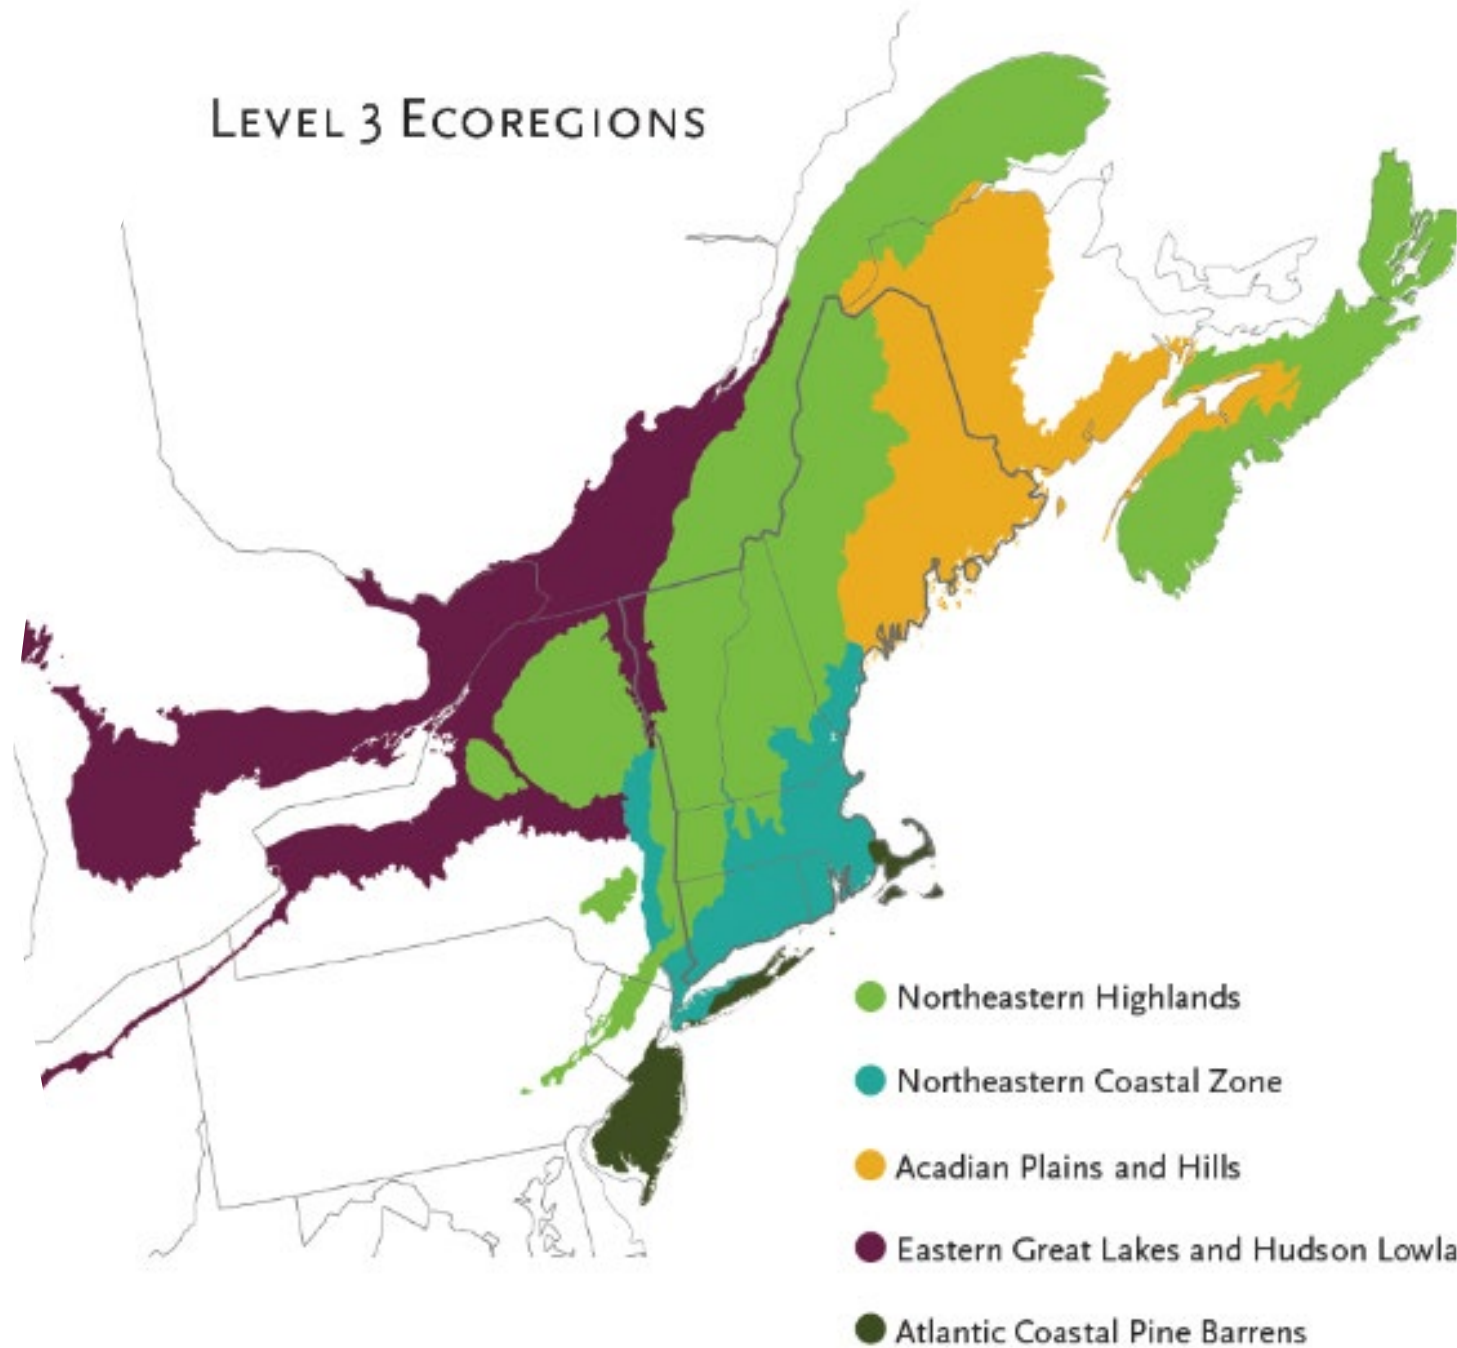 Level 3 Ecoregions
Northeastern Highlands
Northeastern Coastal Zone
Acadian Plains and Hills
Eastern Great Lakes and Hudson Lowla
Atlantic Coastal Pine Barrens